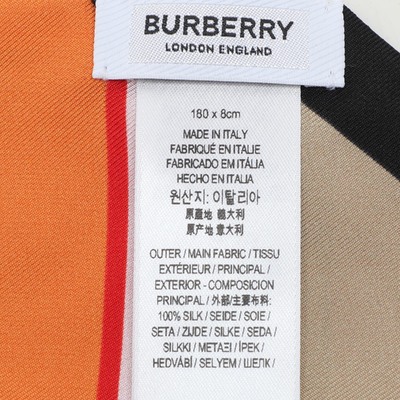 BURBERRY
LONDON ENGLAND
180 x 8cm
MADE IN ITALY
FABRIQUÉ EN ITALIE
FABRICADO EM ITÁLIA
HECHO EN ITALIA
원산지: 이탈리아
原產地 義大利
原产地 意大利
OUTER / MAIN FABRIC / TISSU
EXTÉRIEUR / PRINCIPAL /
EXTERIOR - COMPOSICION
PRINCIPAL / 外部/主要布料:
100% SILK / SEIDE / SOIE /
SETA / ZIJDE / SILKE / SEDA /
SILKKI / ΜΕΤΑΞΙ / İPEK /
HEDVÁBÍ / SELYEM / ШЕЛК /